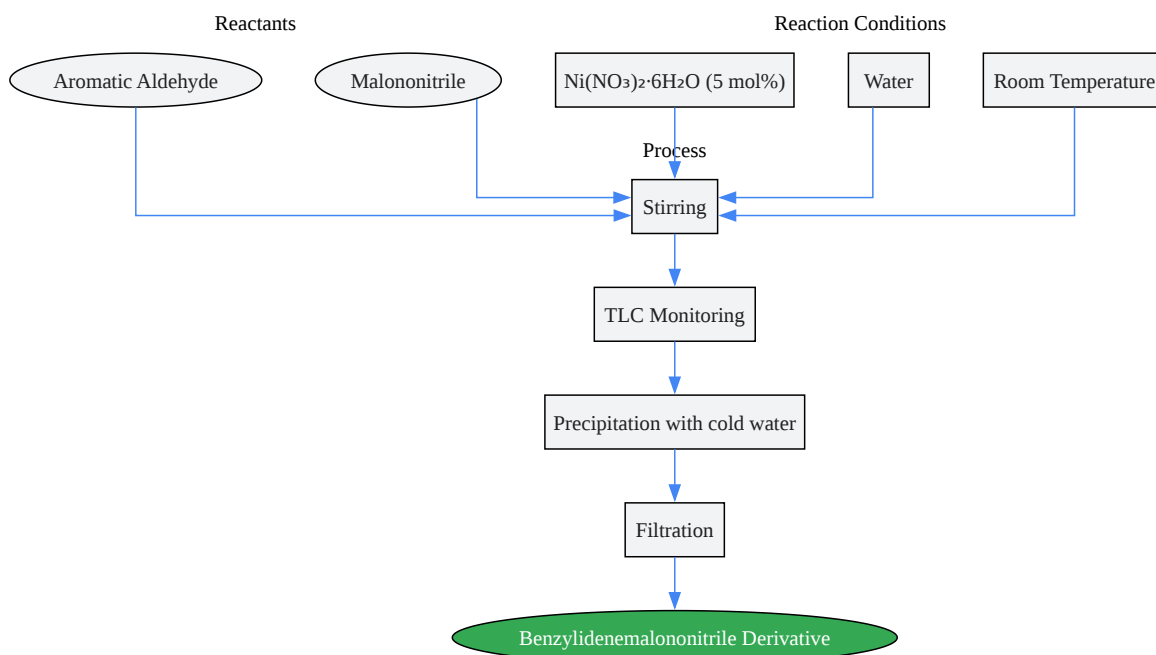 Reactants
Reaction Conditions
Aromatic Aldehyde
Malononitrile
Ni(NO₃)₂·6H₂O (5 mol%)
Water
Room Temperature
Process
Stirring
TLC Monitoring
Precipitation with cold water
Filtration
Benzylidenemalononitrile Derivative